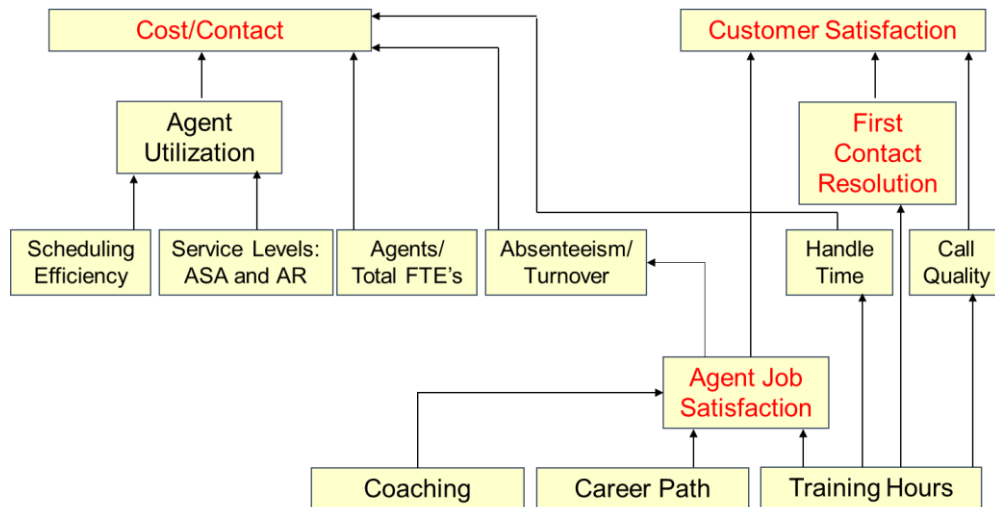 Cost/Contact
Customer Satisfaction
Agent
Utilization
First
Contact
Resolution
Scheduling
Efficiency
Service Levels:
ASA and AR
Agents/
Total FTE's
Absenteeism/
Turnover
Handle
Time
Call
Quality
Agent Job
Satisfaction
Coaching
Career Path
Training Hours